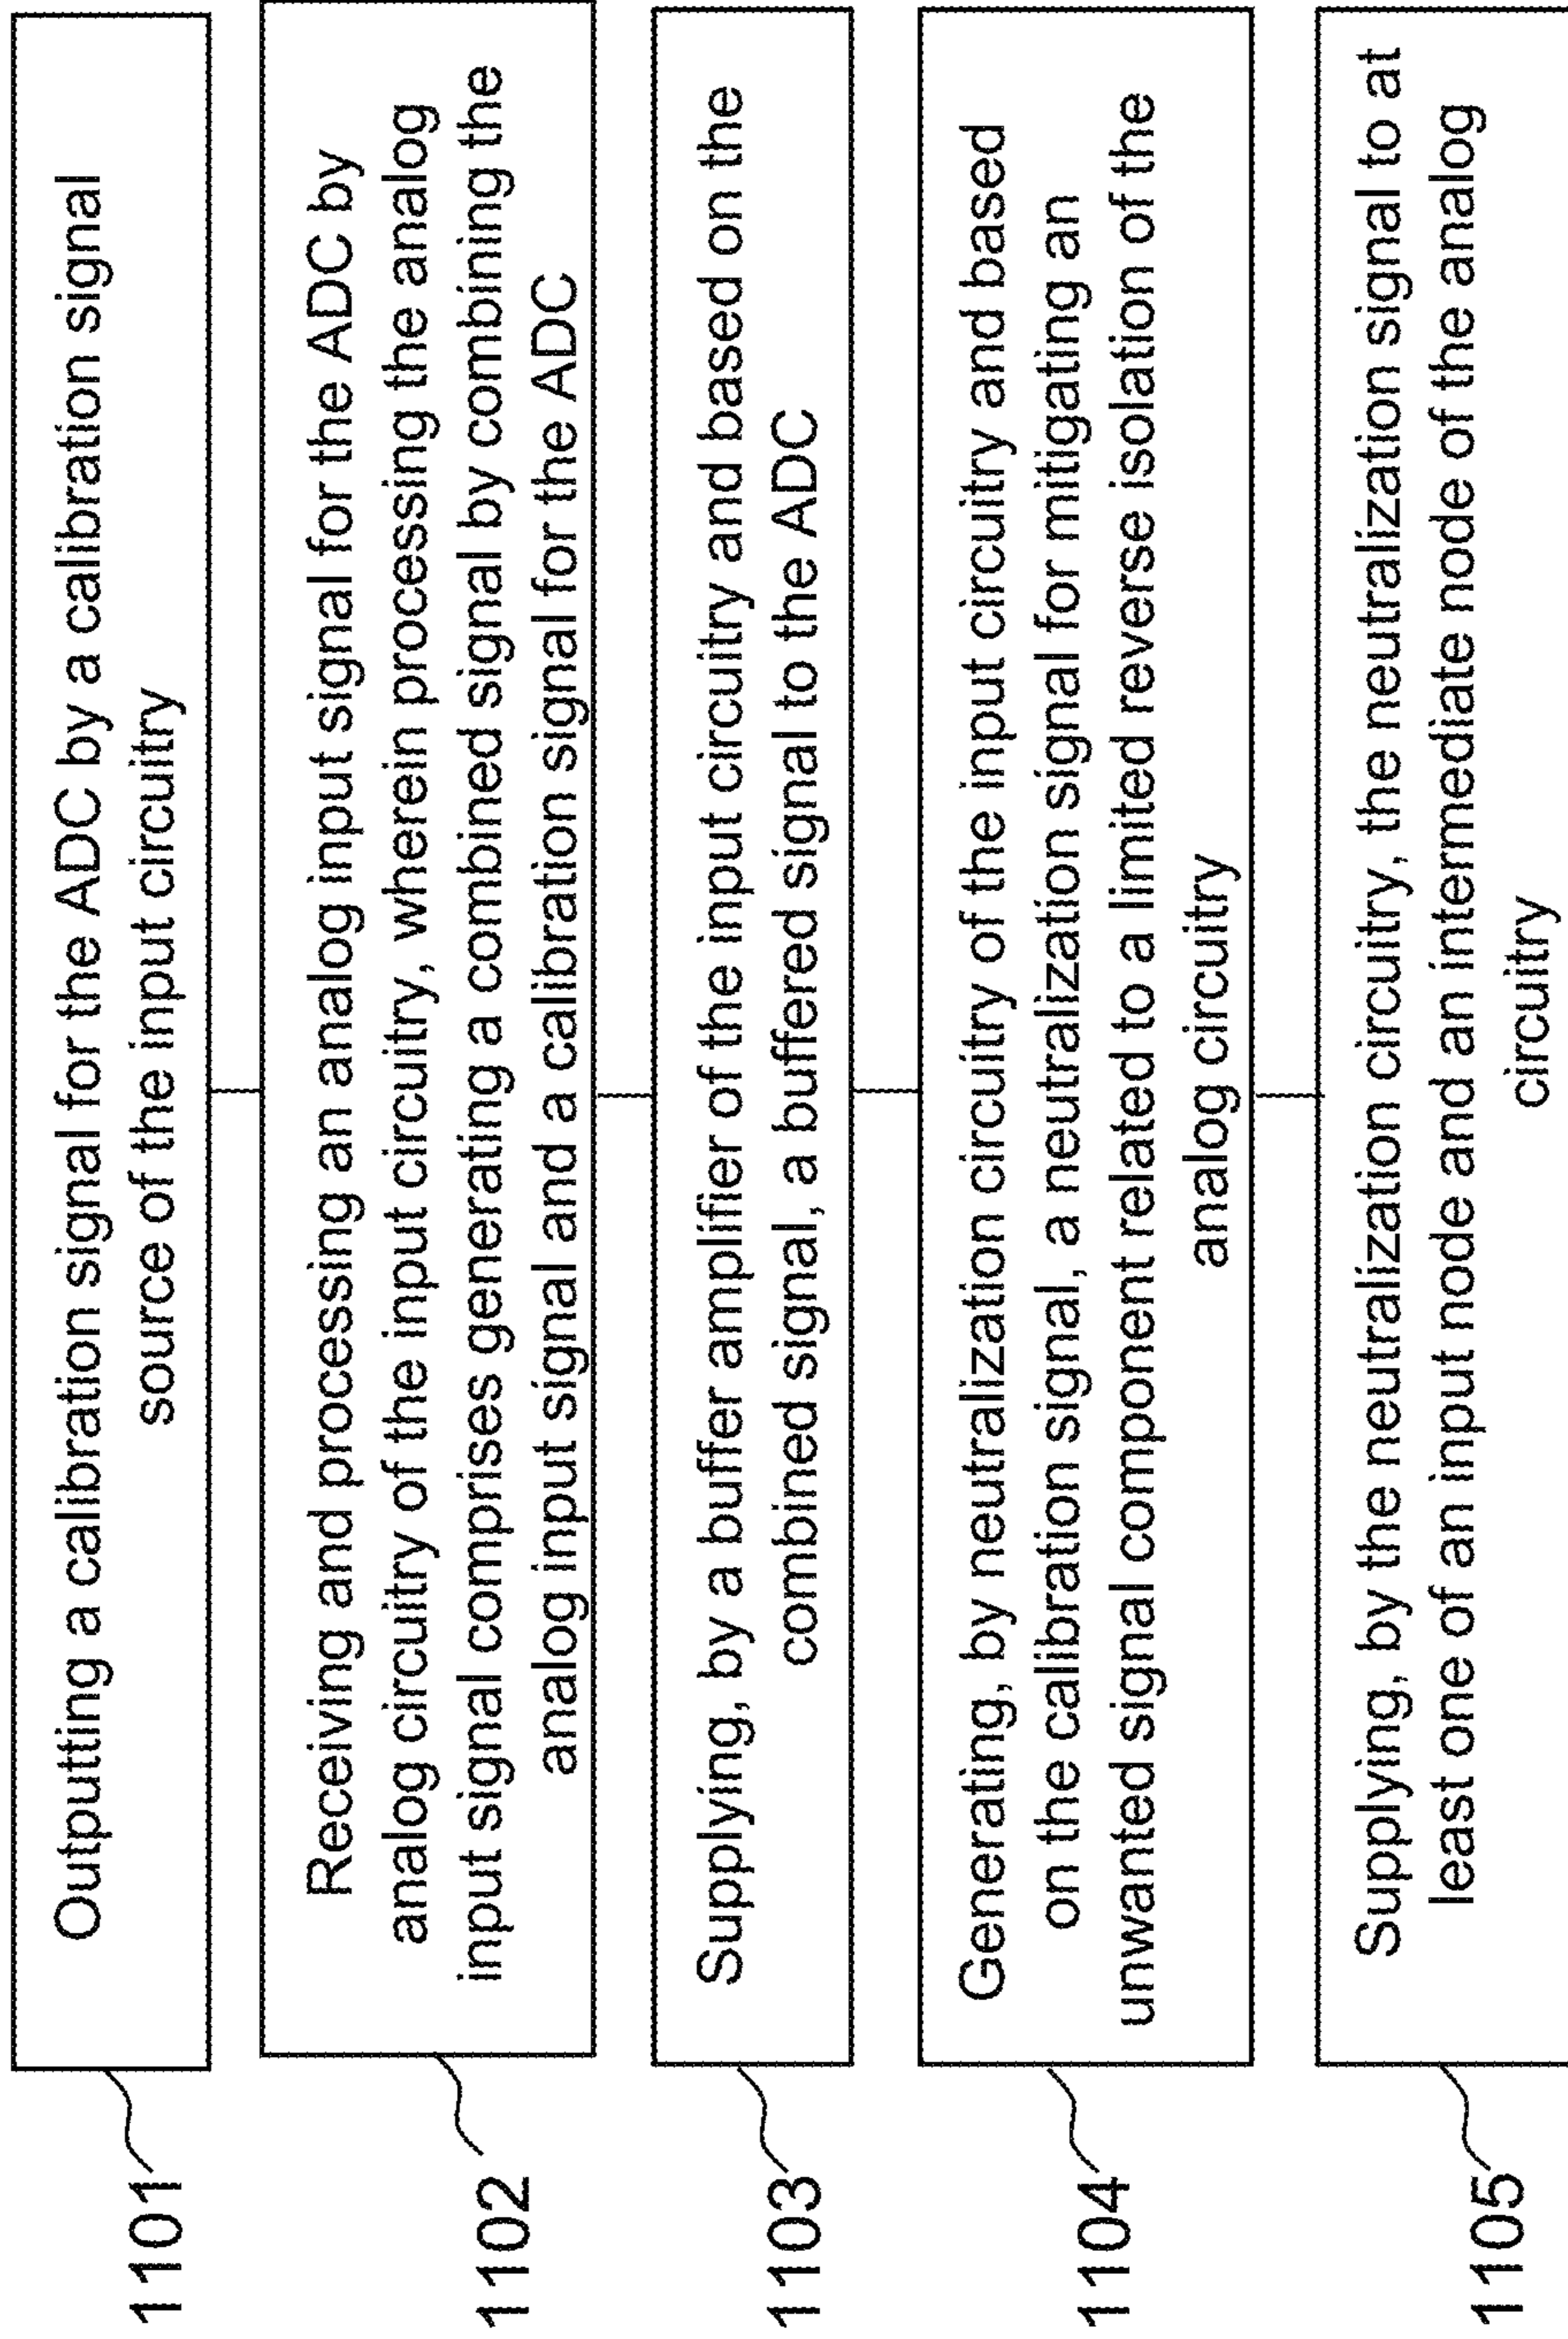 1101
Outputting a calibration signal for the ADC by a calibration signal
source of the input circuitry
1102
Receiving and processing an analog input signal for the ADC by
analog circuitry of the input circuitry, wherein processing the analog
input signal comprises generating a combined signal by combining the
analog input signal and a calibration signal for the ADC
1103
Supplying, by a buffer amplifier of the input circuitry and based on the
combined signal, a buffered signal to the ADC
1104
Generating, by neutralization circuitry of the input circuitry and based
on the calibration signal, a neutralization signal for mitigating an
unwanted signal component related to a limited reverse isolation of the
analog circuitry
1105
Supplying, by the neutralization circuitry, the neutralization signal to at
least one of an input node and an intermediate node of the analog
circuitry